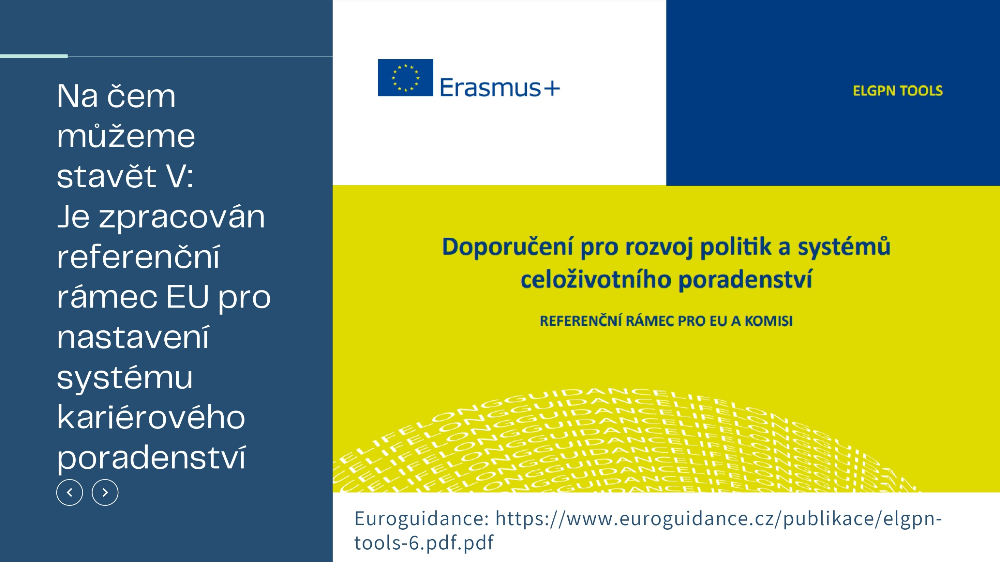 Na čem
můžeme
stavět V:
Je zpracován
referenční
rámec EU pro
nastavení
systému
kariérového
poradenství
Erasmus+
ELGPN TOOLS
Doporučení pro rozvoj politik a systémů
celoživotního poradenství
REFERENČNÍ RÁMEC PRO EU A KOMISI
Euroguidance: https://www.euroguidance.cz/publikace/elgpn-
tools-6.pdf.pdf